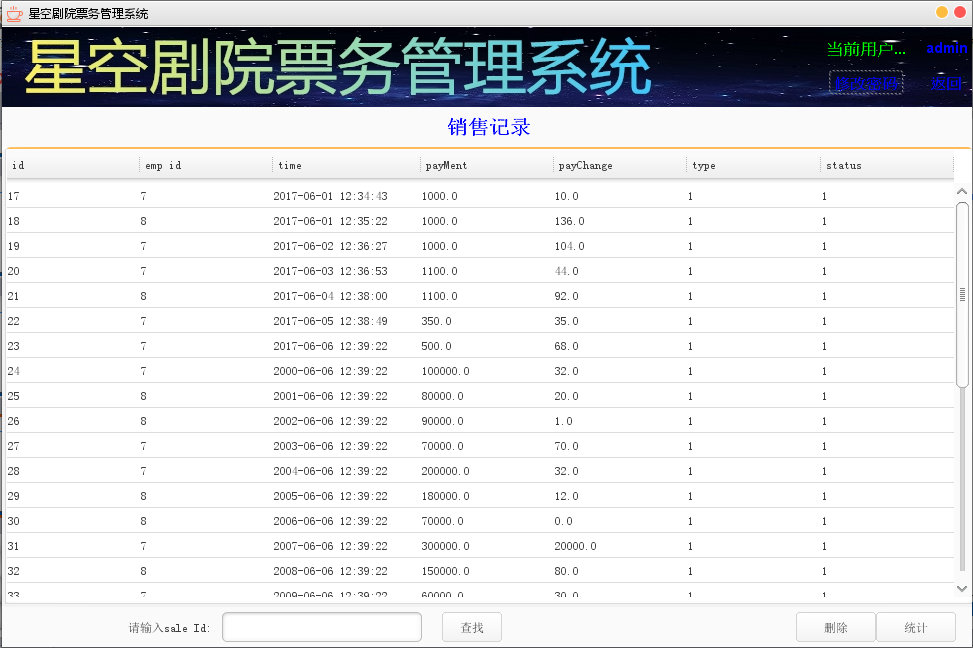 星空剧院票务管理系统
星空剧院票务管理系统
当前用户... admin
修改密码 返回
销售记录
id emp id time payMent payChange type status
17 7 2017-06-01 12:34:43 1000.0 10.0 1 1
18 8 2017-06-01 12:35:22 1000.0 136.0 1 1
19 7 2017-06-02 12:36:27 1000.0 104.0 1 1
20 7 2017-06-03 12:36:53 1100.0 44.0 1 1
21 8 2017-06-04 12:38:00 1100.0 92.0 1 1
22 7 2017-06-05 12:38:49 350.0 35.0 1 1
23 7 2017-06-06 12:39:22 500.0 68.0 1 1
24 7 2000-06-06 12:39:22 100000.0 32.0 1 1
25 8 2001-06-06 12:39:22 80000.0 20.0 1 1
26 8 2002-06-06 12:39:22 90000.0 1.0 1 1
27 7 2003-06-06 12:39:22 70000.0 70.0 1 1
28 7 2004-06-06 12:39:22 200000.0 32.0 1 1
29 8 2005-06-06 12:39:22 180000.0 12.0 1 1
30 8 2006-06-06 12:39:22 70000.0 0.0 1 1
31 7 2007-06-06 12:39:22 300000.0 20000.0 1 1
32 8 2008-06-06 12:39:22 150000.0 80.0 1 1
33 7 2009-06-06 12:39:22 60000.0 30.0 1 1
请输入sale Id: 查找 删除 统计